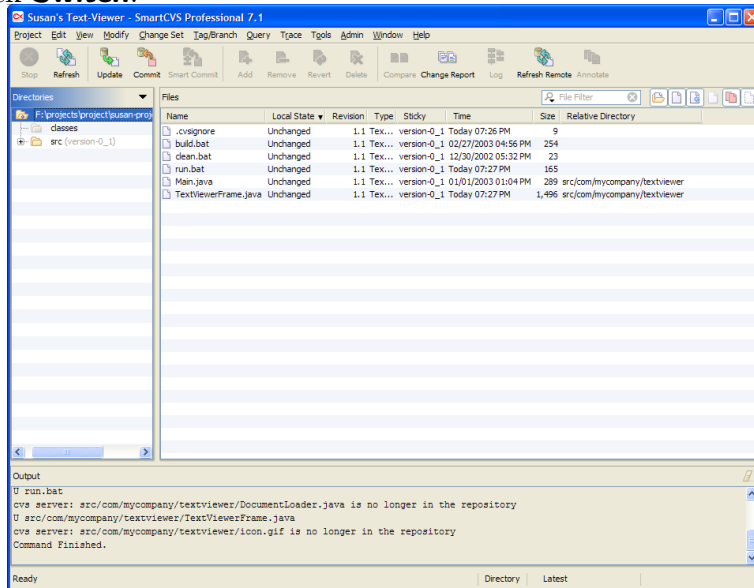 Switch.
Susan's Text-Viewer - SmartCVS Professional 7.1
Project Edit View Modify Change Set Tag/Branch Query Trace Tools Admin Window Help
Stop Refresh Update Commit Smart Commit Add Remove Revert Delete Compare Change Report Log Refresh Remote Annotate
Directories Files File Filter
F:\projects\project\susan-proj Name Local State Revision Type Sticky Time Size Relative Directory
classes .cvsignore Unchanged 1.1 Tex... version-0_1 Today 07:26 PM 9
src (version-0_1) build.bat Unchanged 1.1 Tex... version-0_1 02/27/2003 04:56 PM 254
clean.bat Unchanged 1.1 Tex... version-0_1 12/30/2002 05:32 PM 23
run.bat Unchanged 1.1 Tex... version-0_1 Today 07:27 PM 165
Main.java Unchanged 1.1 Tex... version-0_1 01/01/2003 01:04 PM 289 src/com/mycompany/textviewer
TextViewerFrame.java Unchanged 1.1 Tex... version-0_1 Today 07:27 PM 1,496 src/com/mycompany/textviewer
Output
U run.bat
cvs server: src/com/mycompany/textviewer/DocumentLoader.java is no longer in the repository
U src/com/mycompany/textviewer/TextViewerFrame.java
cvs server: src/com/mycompany/textviewer/icon.gif is no longer in the repository
Command Finished.
Ready Directory Latest